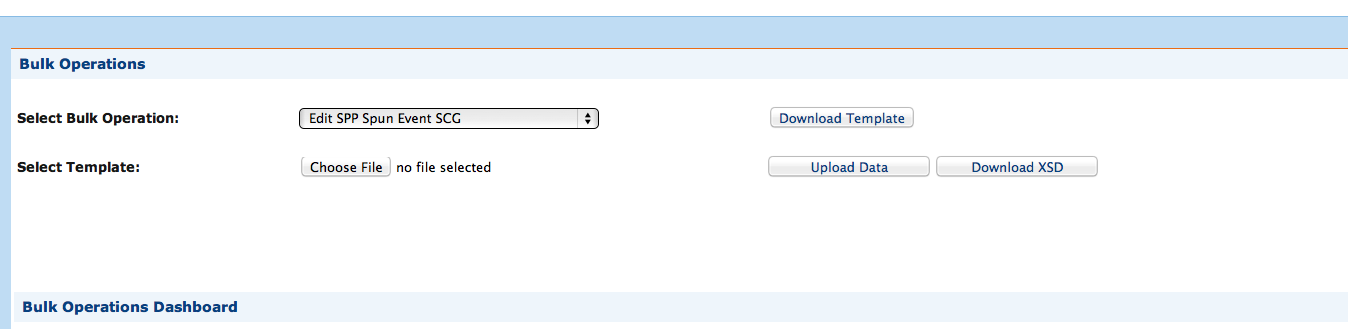 Bulk Operations
Select Bulk Operation: Edit SPP Spun Event SCG Download Template
Select Template: Choose File no file selected Upload Data Download XSD
Bulk Operations Dashboard